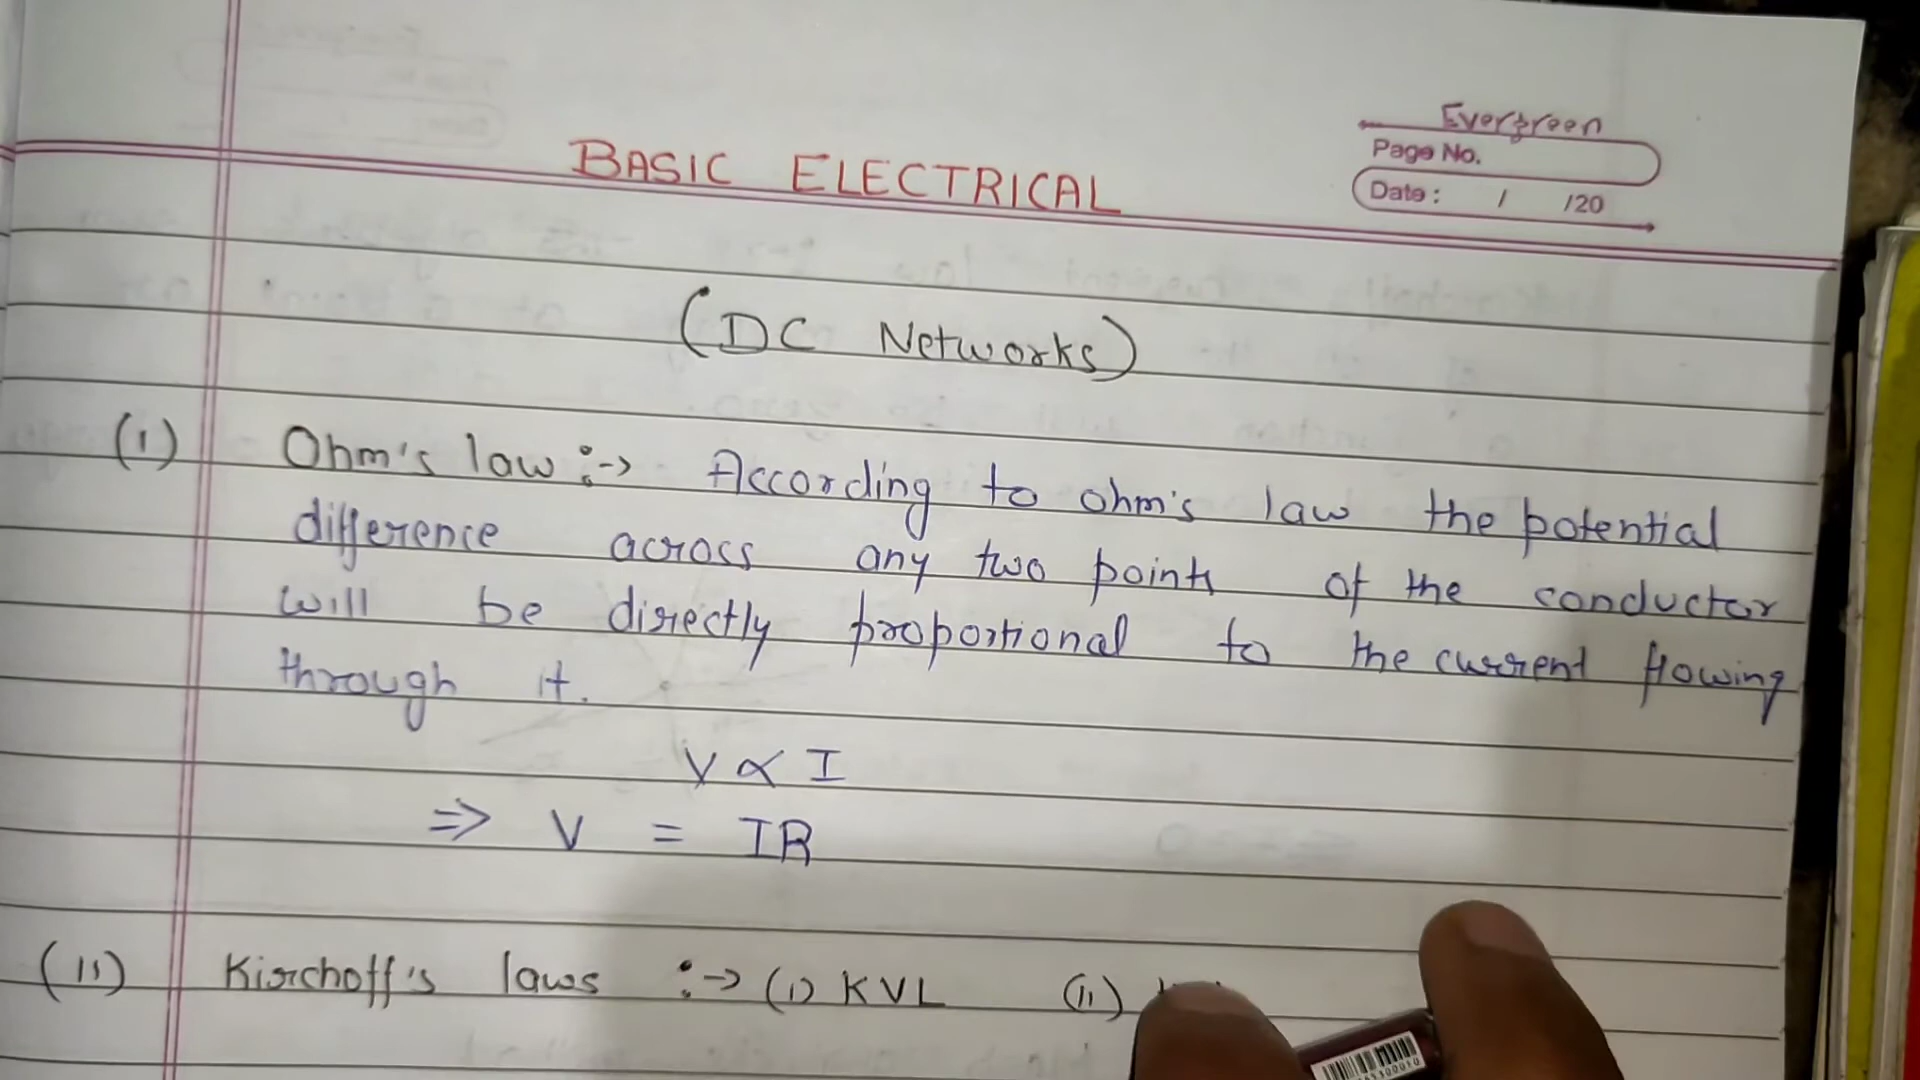 Evergreen
Page No.
Date: / /20
BASIC ELECTRICAL
(DC Networks)
(i) Ohm's law :-> According to ohm's law the potential
difference across any two points of the conductor
will be directly proportional to the current flowing
through it.
V ∝ I
=> V = IR
(ii) Kirchoff's laws :-> (i) KVL (ii)